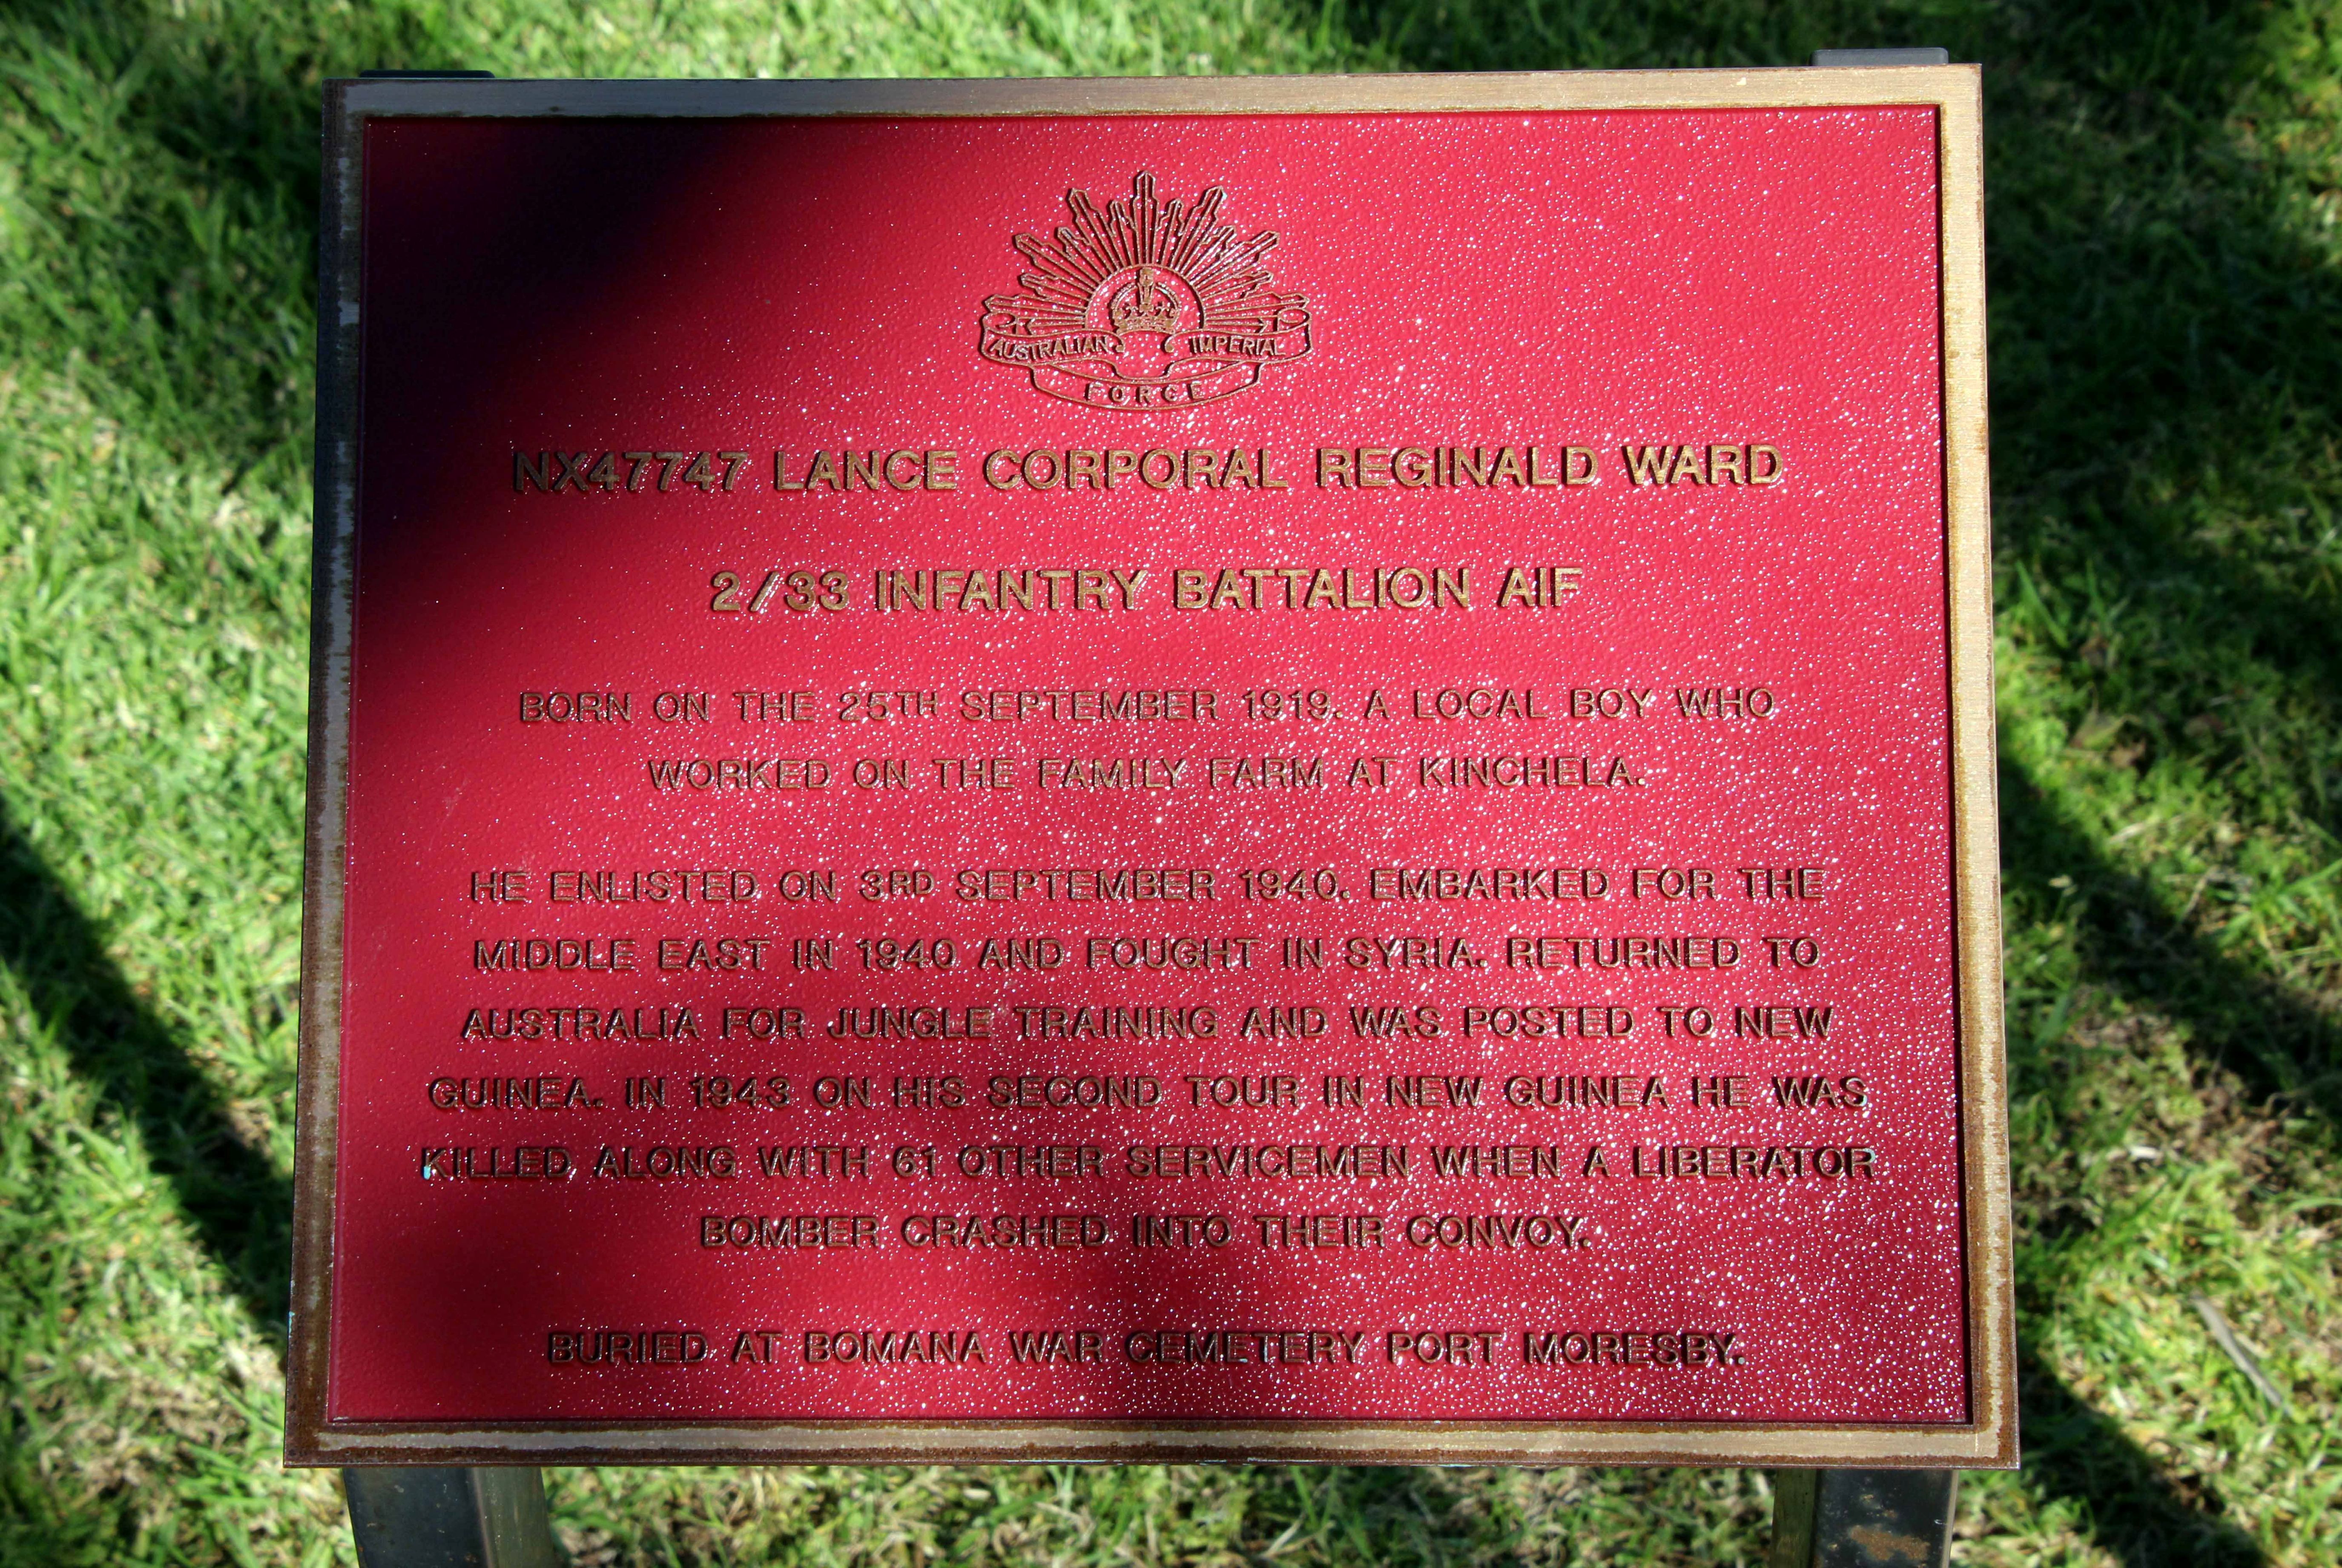 AUSTRALIAN IMPERIAL
FORCE
NX47747 LANCE CORPORAL REGINALD WARD
2/33 INFANTRY BATTALION AIF
BORN ON THE 25TH SEPTEMBER 1919. A LOCAL BOY WHO
WORKED ON THE FAMILY FARM AT KINCHELA.
HE ENLISTED ON 3RD SEPTEMBER 1940. EMBARKED FOR THE
MIDDLE EAST IN 1940 AND FOUGHT IN SYRIA. RETURNED TO
AUSTRALIA FOR JUNGLE TRAINING AND WAS POSTED TO NEW
GUINEA. IN 1943 ON HIS SECOND TOUR IN NEW GUINEA HE WAS
KILLED ALONG WITH 61 OTHER SERVICEMEN WHEN A LIBERATOR
BOMBER CRASHED INTO THEIR CONVOY.
BURIED AT BOMANA WAR CEMETERY PORT MORESBY.